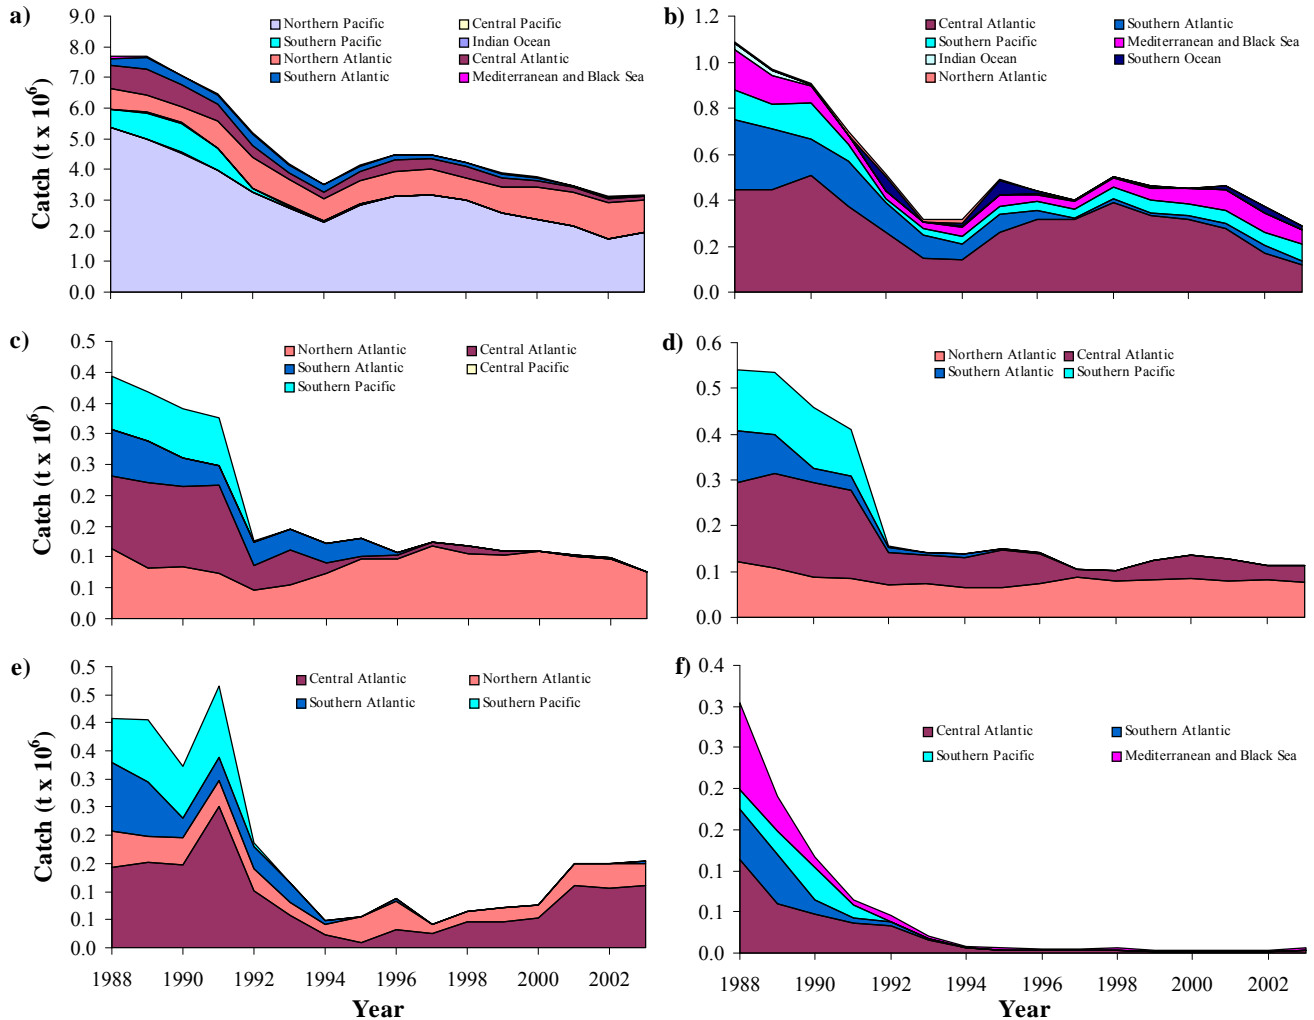 a)
Northern Pacific
Central Pacific
Southern Pacific
Indian Ocean
Northern Atlantic
Central Atlantic
Southern Atlantic
Mediterranean and Black Sea
Catch (t x 10⁶)
9.0
8.0
7.0
6.0
5.0
4.0
3.0
2.0
1.0
0.0
b)
Central Atlantic
Southern Atlantic
Southern Pacific
Mediterranean and Black Sea
Indian Ocean
Southern Ocean
Northern Atlantic
1.2
1.0
0.8
0.6
0.4
0.2
0.0
c)
Northern Atlantic
Central Atlantic
Southern Atlantic
Central Pacific
Southern Pacific
Catch (t x 10⁶)
0.5
0.4
0.4
0.3
0.3
0.2
0.2
0.1
0.1
0.0
d)
Northern Atlantic
Central Atlantic
Southern Atlantic
Southern Pacific
0.6
0.5
0.4
0.3
0.2
0.1
0.0
e)
Central Atlantic
Northern Atlantic
Southern Atlantic
Southern Pacific
Catch (t x 10⁶)
0.5
0.5
0.4
0.4
0.3
0.3
0.2
0.2
0.1
0.1
0.0
1988 1990 1992 1994 1996 1998 2000 2002
Year
f)
Central Atlantic
Southern Atlantic
Southern Pacific
Mediterranean and Black Sea
0.4
0.3
0.3
0.2
0.2
0.1
0.1
0.0
1988 1990 1992 1994 1996 1998 2000 2002
Year